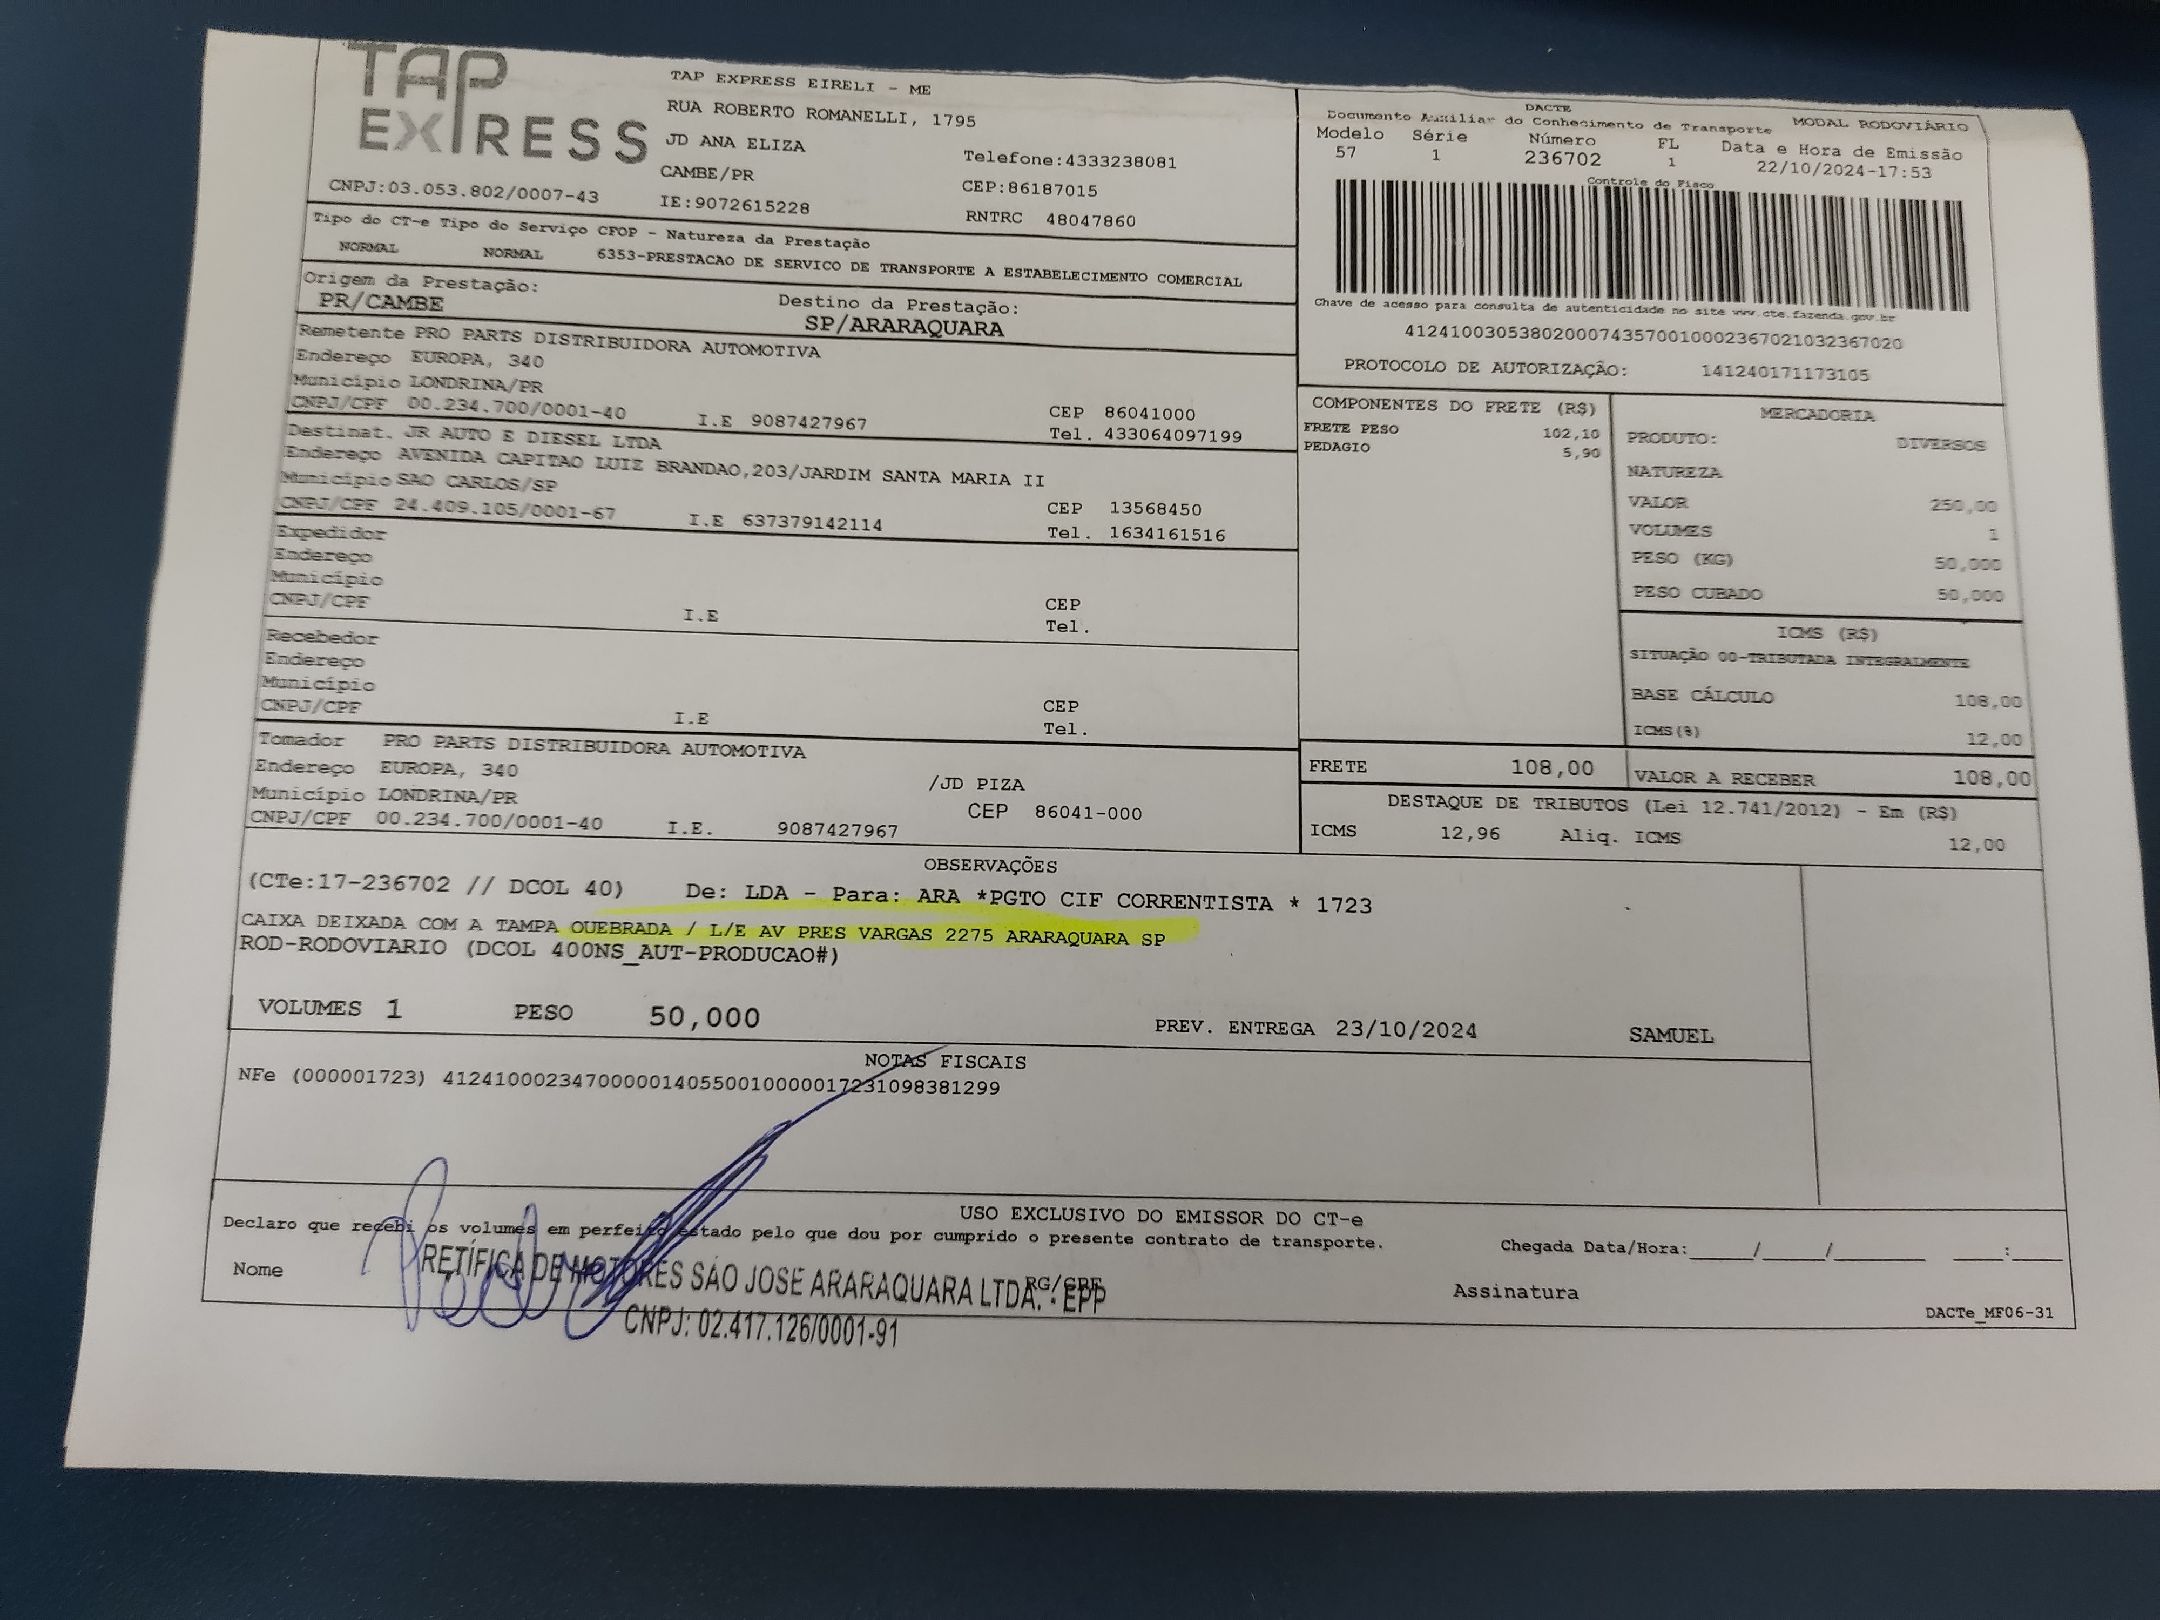 TAP EXPRESS
TAP EXPRESS EIRELI - ME
RUA ROBERTO ROMANELLI, 1795
JD ANA ELIZA
Telefone:4333238081
CAMBE/PR
CEP:86187015
CNPJ:03.053.802/0007-43
IE:9072615228
RNTRC 48047860
DACTE
Documento Auxiliar do Conhecimento de Transporte
MODAL RODOVIÁRIO
Modelo Série Número FL Data e Hora de Emissão
57 1 236702 1 22/10/2024-17:53
Controle do Fisco
Chave de acesso para consulta de autenticidade no site www.cte.fazenda.gov.br
41241003053802000743570010002367021032367020
PROTOCOLO DE AUTORIZAÇÃO: 141240171173105
Tipo do CT-e Tipo do Serviço CFOP - Natureza da Prestação
NORMAL NORMAL 6353-PRESTACAO DE SERVICO DE TRANSPORTE A ESTABELECIMENTO COMERCIAL
Origem da Prestação: Destino da Prestação:
PR/CAMBE SP/ARARAQUARA
Remetente PRO PARTS DISTRIBUIDORA AUTOMOTIVA
Endereço EUROPA, 340
Município LONDRINA/PR CEP 86041000
CNPJ/CPF 00.234.700/0001-40 I.E 9087427967 Tel. 433064097199
Destinat. JR AUTO E DIESEL LTDA
Endereço AVENIDA CAPITAO LUIZ BRANDAO,203/JARDIM SANTA MARIA II
Município SAO CARLOS/SP CEP 13568450
CNPJ/CPF 24.409.105/0001-67 I.E 637379142114 Tel. 1634161516
Expedidor
Endereço
Município CEP
CNPJ/CPF I.E Tel.
Recebedor
Endereço
Município CEP
CNPJ/CPF I.E Tel.
Tomador PRO PARTS DISTRIBUIDORA AUTOMOTIVA
Endereço EUROPA, 340 /JD PIZA
Município LONDRINA/PR CEP 86041-000
CNPJ/CPF 00.234.700/0001-40 I.E. 9087427967
COMPONENTES DO FRETE (R$)
FRETE PESO 102,10
PEDAGIO 5,90
MERCADORIA
PRODUTO: DIVERSOS
NATUREZA
VALOR 250,00
VOLUMES 1
PESO (KG) 50,000
PESO CUBADO 50,000
ICMS (R$)
SITUAÇÃO 00-TRIBUTADA INTEGRALMENTE
BASE CÁLCULO 108,00
ICMS(%) 12,00
FRETE 108,00
VALOR A RECEBER 108,00
DESTAQUE DE TRIBUTOS (Lei 12.741/2012) - Em (R$)
ICMS 12,96 Aliq. ICMS 12,00
OBSERVAÇÕES
(CTe:17-236702 // DCOL 40) De: LDA - Para: ARA *PGTO CIF CORRENTISTA * 1723
CAIXA DEIXADA COM A TAMPA QUEBRADA / L/E AV PRES VARGAS 2275 ARARAQUARA SP
ROD-RODOVIARIO (DCOL 400NS_AUT-PRODUCAO#)
VOLUMES 1 PESO 50,000 PREV. ENTREGA 23/10/2024 SAMUEL
NOTAS FISCAIS
NFe (000001723) 41241000234700000140550010000017231098381299
USO EXCLUSIVO DO EMISSOR DO CT-e
Declaro que recebi os volumes em perfeito estado pelo que dou por cumprido o presente contrato de transporte.
Chegada Data/Hora:_____/_____/_____ ____:____
Nome RG/CPF Assinatura
RETÍFICA DE MOTORES SÃO JOSE ARARAQUARA LTDA. - EPP
CNPJ: 02.417.126/0001-91
DACTe_MF06-31